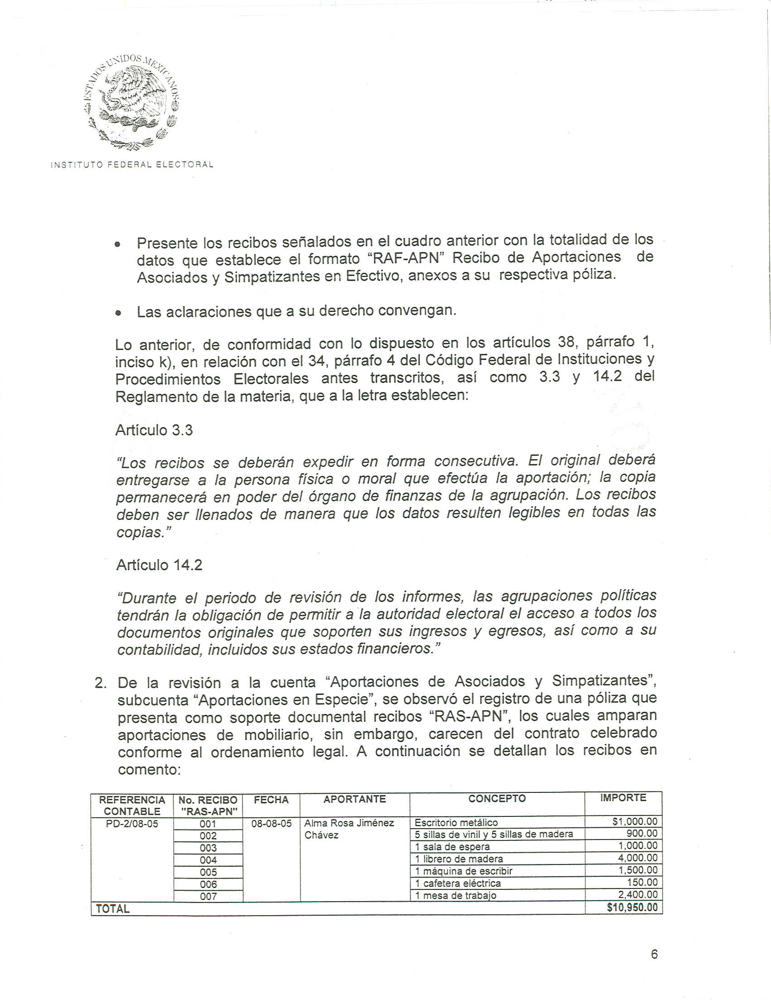 ESTADOS UNIDOS MEXICANOS
INSTITUTO FEDERAL ELECTORAL
• Presente los recibos señalados en el cuadro anterior con la totalidad de los
datos que establece el formato “RAF-APN” Recibo de Aportaciones de
Asociados y Simpatizantes en Efectivo, anexos a su respectiva póliza.
• Las aclaraciones que a su derecho convengan.
Lo anterior, de conformidad con lo dispuesto en los artículos 38, párrafo 1,
inciso k), en relación con el 34, párrafo 4 del Código Federal de Instituciones y
Procedimientos Electorales antes transcritos, así como 3.3 y 14.2 del
Reglamento de la materia, que a la letra establecen:
Artículo 3.3
“Los recibos se deberán expedir en forma consecutiva. El original deberá
entregarse a la persona física o moral que efectúa la aportación; la copia
permanecerá en poder del órgano de finanzas de la agrupación. Los recibos
deben ser llenados de manera que los datos resulten legibles en todas las
copias.”
Artículo 14.2
“Durante el periodo de revisión de los informes, las agrupaciones políticas
tendrán la obligación de permitir a la autoridad electoral el acceso a todos los
documentos originales que soporten sus ingresos y egresos, así como a su
contabilidad, incluidos sus estados financieros.”
2. De la revisión a la cuenta “Aportaciones de Asociados y Simpatizantes”,
subcuenta “Aportaciones en Especie”, se observó el registro de una póliza que
presenta como soporte documental recibos “RAS-APN”, los cuales amparan
aportaciones de mobiliario, sin embargo, carecen del contrato celebrado
conforme al ordenamiento legal. A continuación se detallan los recibos en
comento:
REFERENCIA CONTABLE No. RECIBO "RAS-APN" FECHA APORTANTE CONCEPTO IMPORTE
PD-2/08-05 001 08-08-05 Alma Rosa Jiménez Chávez Escritorio metálico $1,000.00
002 5 sillas de vinil y 5 sillas de madera 900.00
003 1 sala de espera 1,000.00
004 1 librero de madera 4,000.00
005 1 máquina de escribir 1,500.00
006 1 cafetera eléctrica 150.00
007 1 mesa de trabajo 2,400.00
TOTAL $10,950.00
6